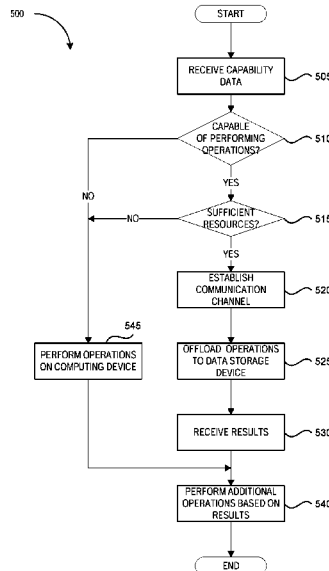 500
START
RECEIVE CAPABILITY
DATA
505
CAPABLE
OF PERFORMING
OPERATIONS?
510
YES
NO
SUFFICIENT
RESOURCES?
515
NO
YES
ESTABLISH
COMMUNICATION
CHANNEL
520
545
PERFORM OPERATIONS
ON COMPUTING DEVICE
OFFLOAD OPERATIONS
TO DATA STORAGE
DEVICE
525
RECEIVE RESULTS
530
PERFORM ADDITIONAL
OPERATIONS BASED ON
RESULTS
540
END